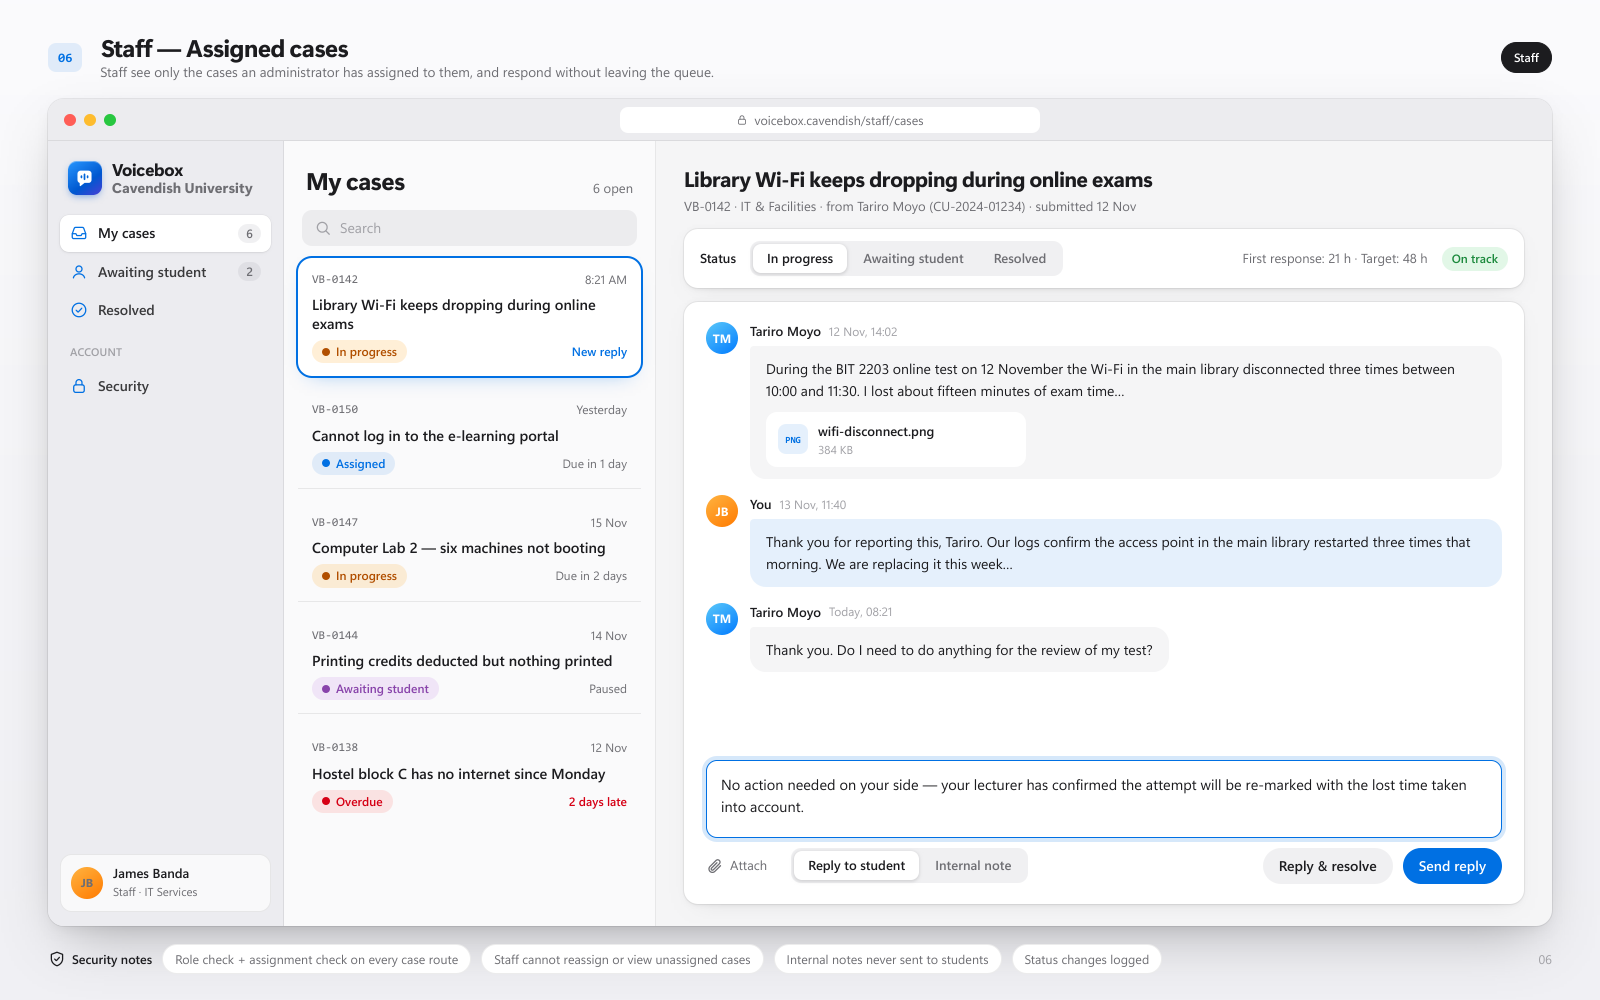 06
Staff — Assigned cases
Staff see only the cases an administrator has assigned to them, and respond without leaving the queue.
Staff
voicebox.cavendish/staff/cases
Voicebox
Cavendish University
My cases
6
Awaiting student
2
Resolved
ACCOUNT
Security
JB
James Banda
Staff · IT Services
My cases
6 open
Search
VB-0142
8:21 AM
Library Wi-Fi keeps dropping during online
exams
In progress
New reply
VB-0150
Yesterday
Cannot log in to the e-learning portal
Assigned
Due in 1 day
VB-0147
15 Nov
Computer Lab 2 — six machines not booting
In progress
Due in 2 days
VB-0144
14 Nov
Printing credits deducted but nothing printed
Awaiting student
Paused
VB-0138
12 Nov
Hostel block C has no internet since Monday
Overdue
2 days late
Library Wi-Fi keeps dropping during online exams
VB-0142 · IT & Facilities · from Tariro Moyo (CU-2024-01234) · submitted 12 Nov
Status
In progress
Awaiting student
Resolved
First response: 21 h · Target: 48 h
On track
TM
Tariro Moyo
12 Nov, 14:02
During the BIT 2203 online test on 12 November the Wi-Fi in the main library disconnected three times between
10:00 and 11:30. I lost about fifteen minutes of exam time…
PNG
wifi-disconnect.png
384 KB
JB
You
13 Nov, 11:40
Thank you for reporting this, Tariro. Our logs confirm the access point in the main library restarted three times that
morning. We are replacing it this week…
TM
Tariro Moyo
Today, 08:21
Thank you. Do I need to do anything for the review of my test?
No action needed on your side — your lecturer has confirmed the attempt will be re-marked with the lost time taken
into account.
Attach
Reply to student
Internal note
Reply & resolve
Send reply
Security notes
Role check + assignment check on every case route
Staff cannot reassign or view unassigned cases
Internal notes never sent to students
Status changes logged
06